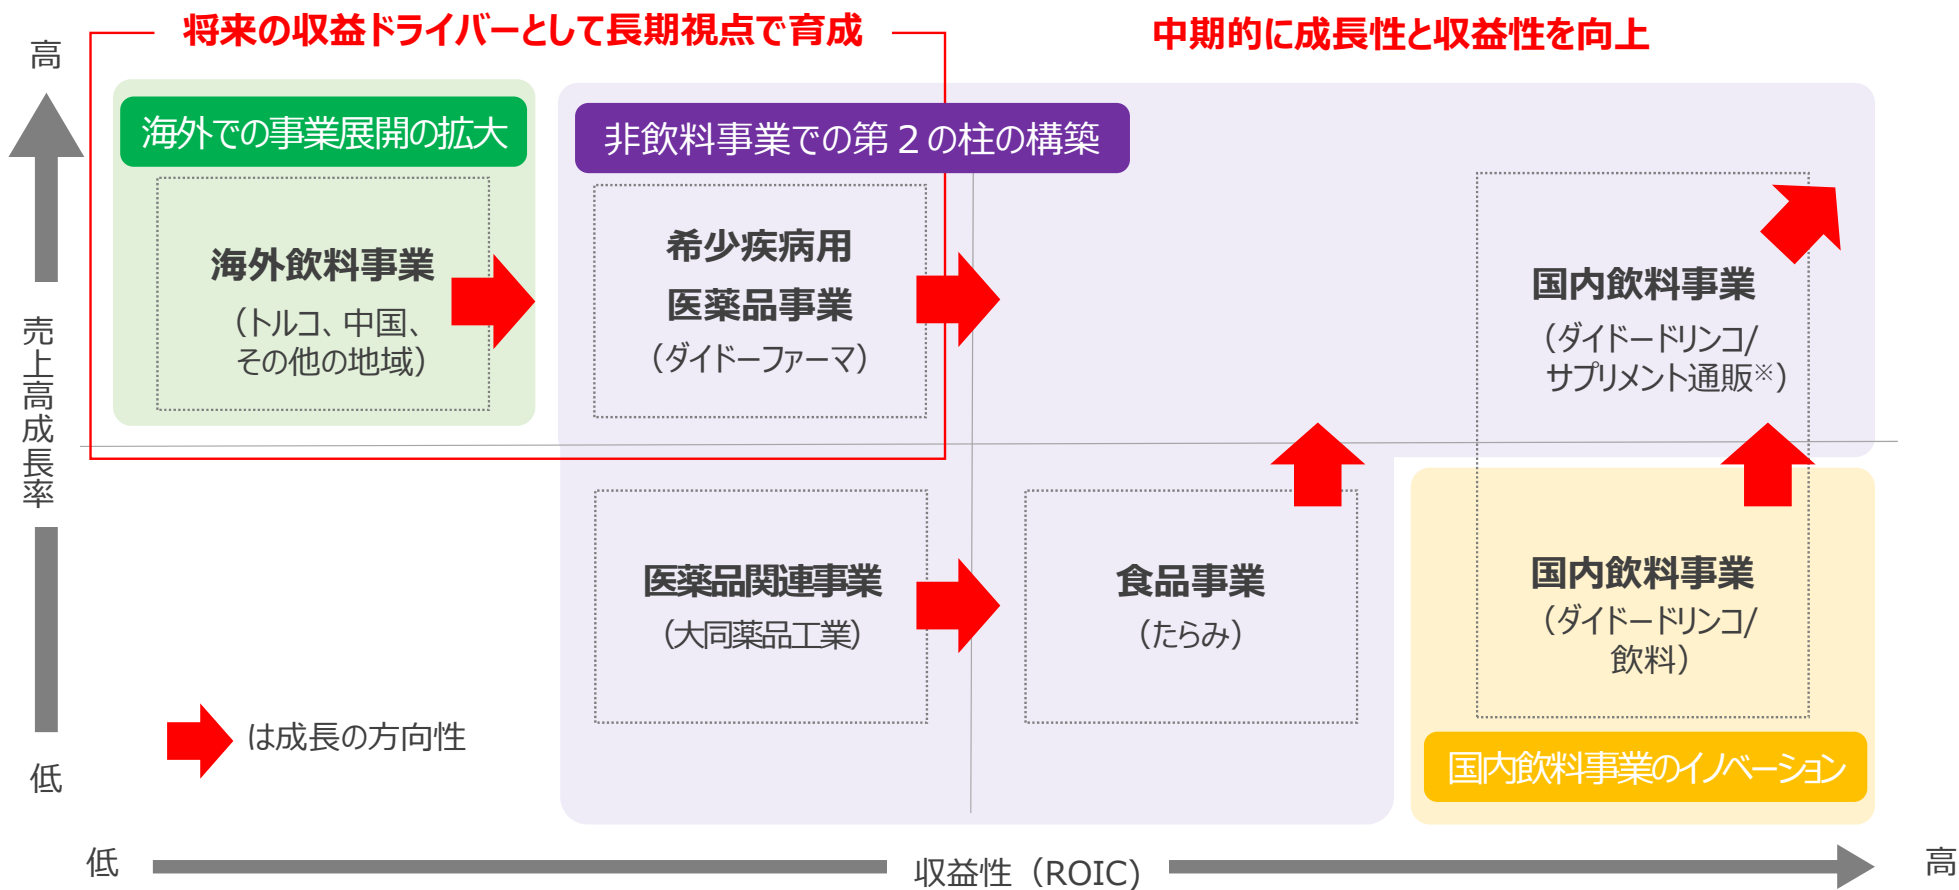 将来の収益ドライバーとして長期視点で育成
中期的に成長性と収益性を向上
高
海外での事業展開の拡大
非飲料事業での第２の柱の構築
海外飲料事業
（トルコ、中国、
その他の地域）
希少疾病用
医薬品事業
（ダイドーファーマ）
国内飲料事業
（ダイドードリンコ/
サプリメント通販※）
売上高成長率
医薬品関連事業
（大同薬品工業）
食品事業
（たらみ）
国内飲料事業
（ダイドードリンコ/
飲料）
は成長の方向性
国内飲料事業のイノベーション
低
低
収益性（ROIC）
高